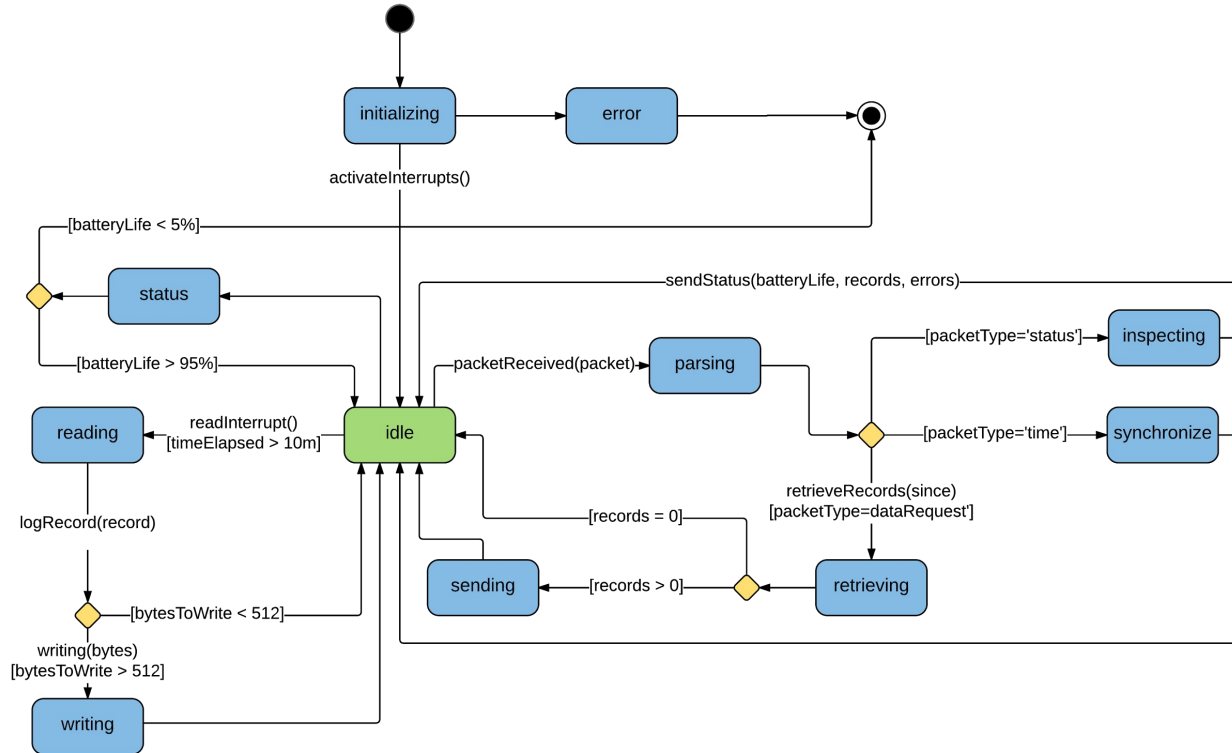 initializing
error
activateInterrupts()
[batteryLife < 5%]
status
sendStatus(batteryLife, records, errors)
[batteryLife > 95%]
packetReceived(packet)
parsing
[packetType='status']
inspecting
reading
readInterrupt()
[timeElapsed > 10m]
idle
[packetType='time']
synchronize
retrieveRecords(since)
[packetType=dataRequest']
logRecord(record)
[records = 0]
sending
[records > 0]
retrieving
[bytesToWrite < 512]
writing(bytes)
[bytesToWrite > 512]
writing